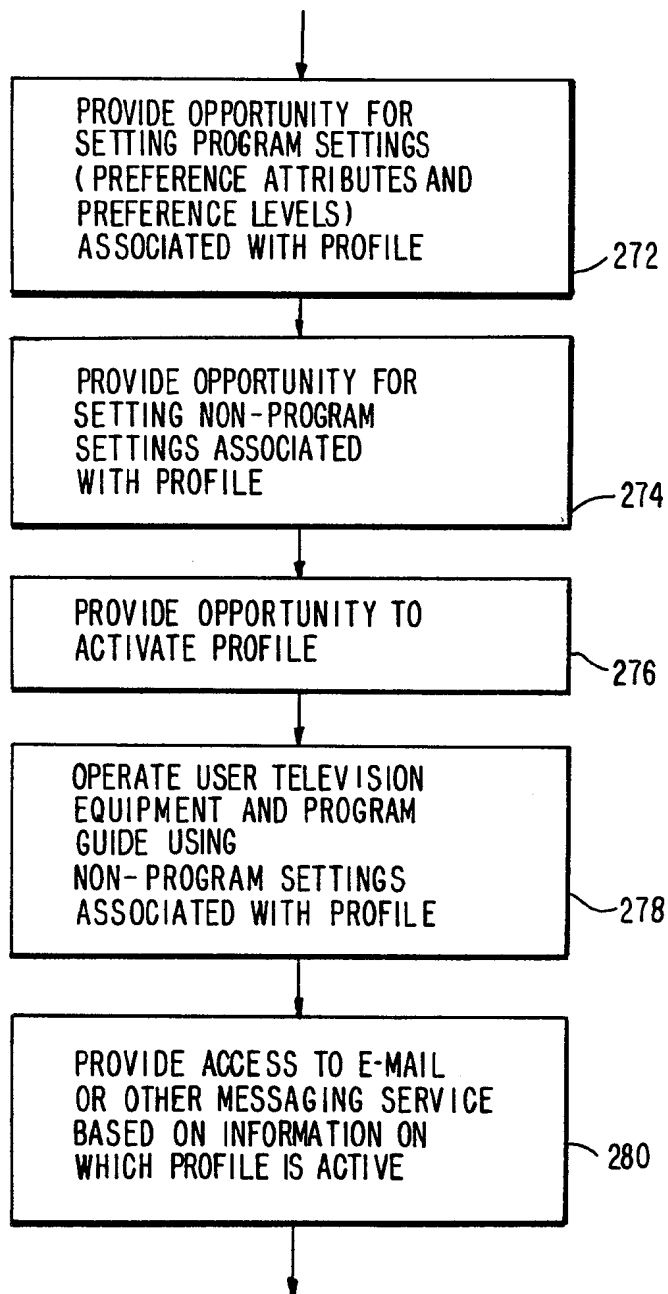 PROVIDE OPPORTUNITY FOR
SETTING PROGRAM SETTINGS
(PREFERENCE ATTRIBUTES AND
PREFERENCE LEVELS)
ASSOCIATED WITH PROFILE
272
PROVIDE OPPORTUNITY FOR
SETTING NON-PROGRAM
SETTINGS ASSOCIATED
WITH PROFILE
274
PROVIDE OPPORTUNITY TO
ACTIVATE PROFILE
276
OPERATE USER TELEVISION
EQUIPMENT AND PROGRAM
GUIDE USING
NON-PROGRAM SETTINGS
ASSOCIATED WITH PROFILE
278
PROVIDE ACCESS TO E-MAIL
OR OTHER MESSAGING SERVICE
BASED ON INFORMATION ON
WHICH PROFILE IS ACTIVE
280